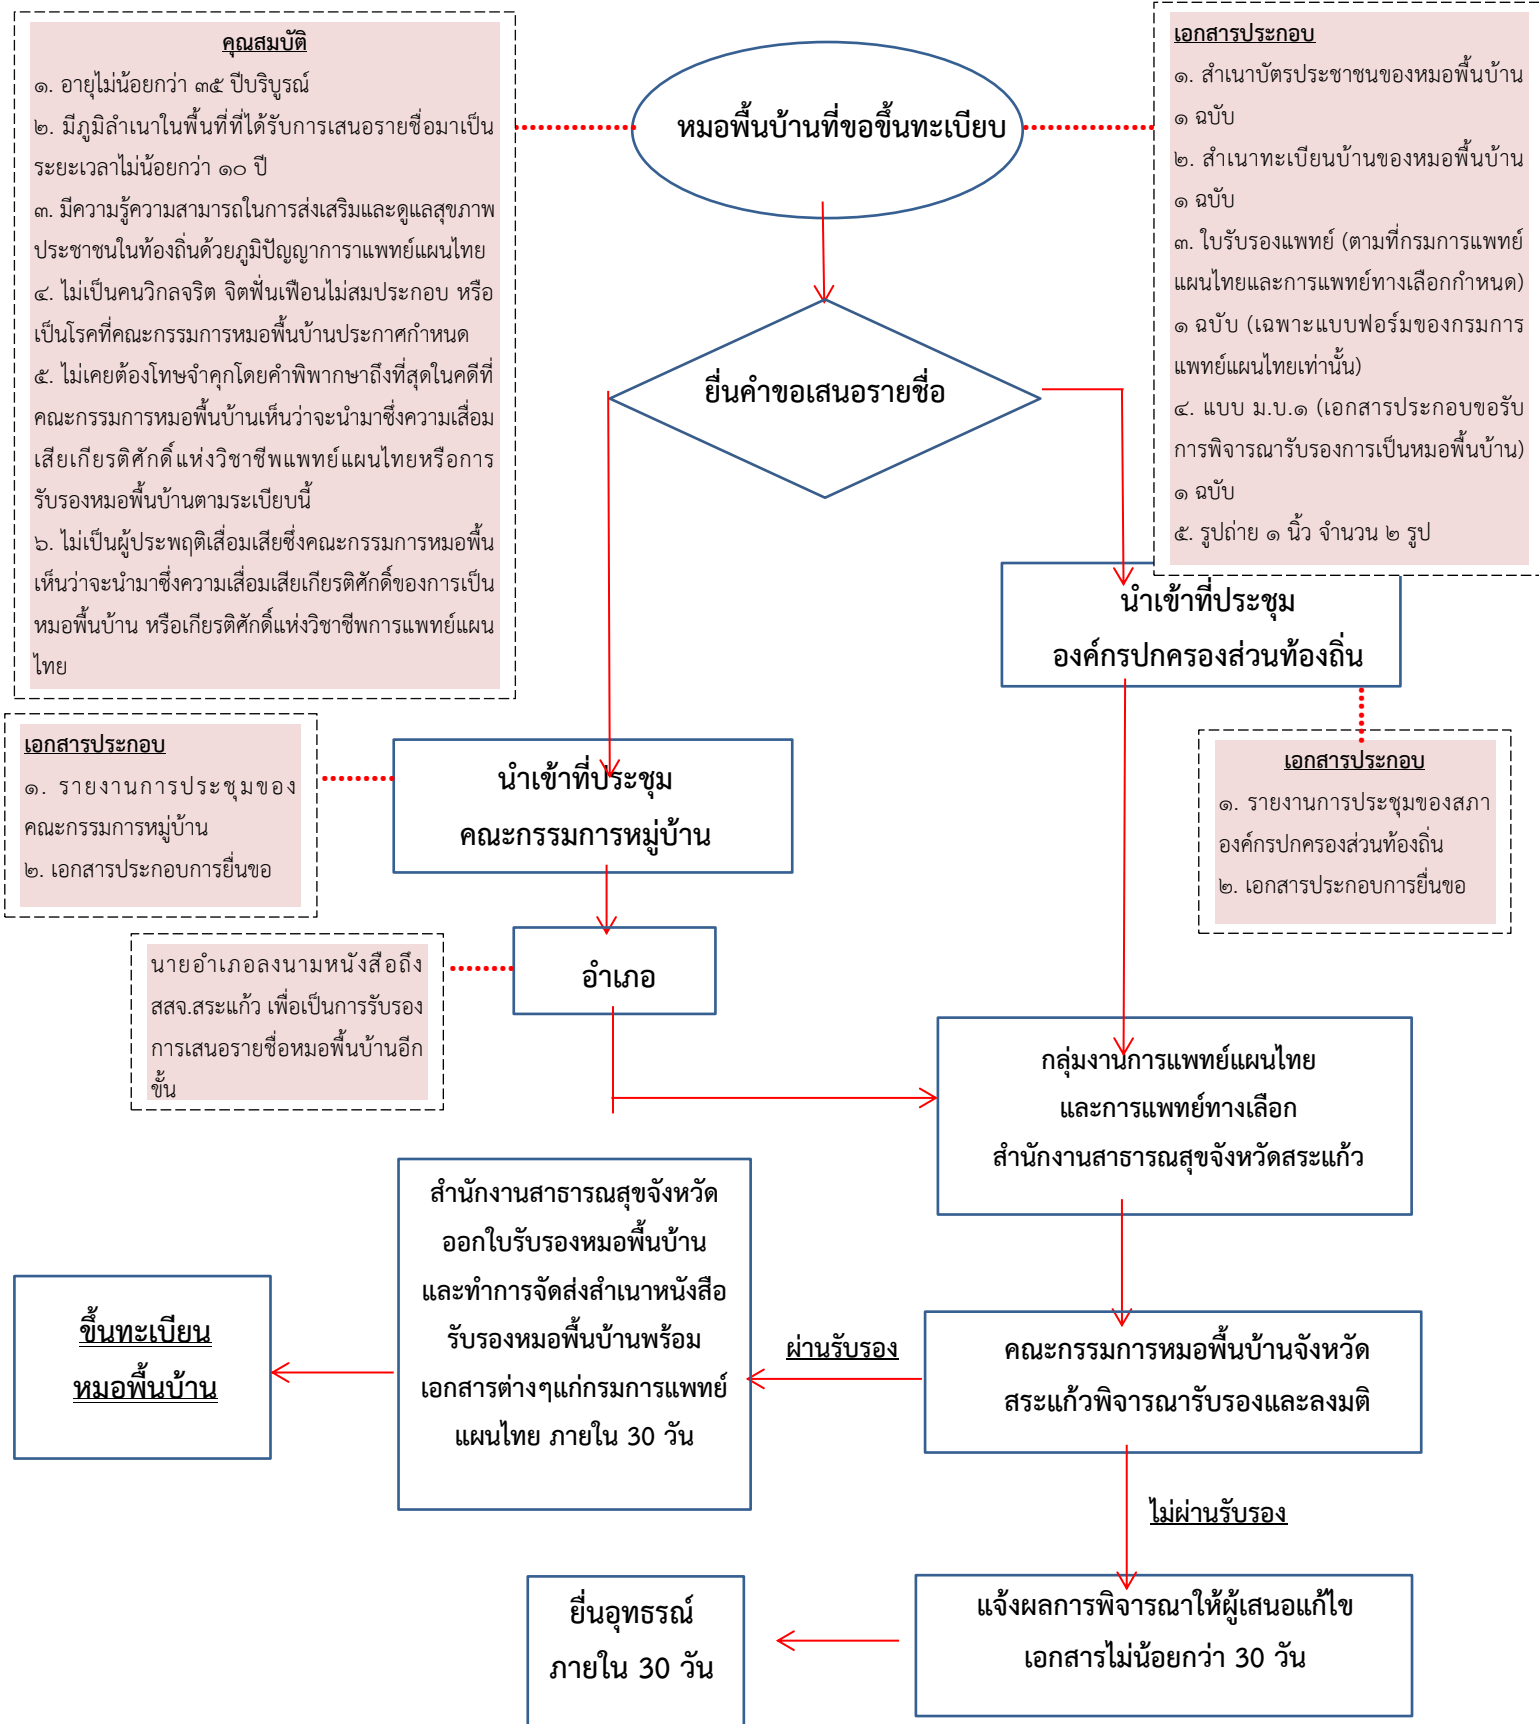 คุณสมบัติ
๑. อายุไม่น้อยกว่า ๓๕ ปีบริบูรณ์
๒. มีภูมิลำเนาในพื้นที่ที่ได้รับการเสนอรายชื่อมาเป็น
ระยะเวลาไม่น้อยกว่า ๑๐ ปี
๓. มีความรู้ความสามารถในการส่งเสริมและดูแลสุขภาพ
ประชาชนในท้องถิ่นด้วยภูมิปัญญาการาแพทย์แผนไทย
๔. ไม่เป็นคนวิกลจริต จิตฟั่นเฟือนไม่สมประกอบ หรือ
เป็นโรคที่คณะกรรมการหมอพื้นบ้านประกาศกำหนด
๕. ไม่เคยต้องโทษจำคุกโดยคำพิพากษาถึงที่สุดในคดีที่
คณะกรรมการหมอพื้นบ้านเห็นว่าจะนำมาซึ่งความเสื่อม
เสียเกียรติศักดิ์แห่งวิชาชีพแพทย์แผนไทยหรือการ
รับรองหมอพื้นบ้านตามระเบียบนี้
๖. ไม่เป็นผู้ประพฤติเสื่อมเสียซึ่งคณะกรรมการหมอพื้น
เห็นว่าจะนำมาซึ่งความเสื่อมเสียเกียรติศักดิ์ของการเป็น
หมอพื้นบ้าน หรือเกียรติศักดิ์แห่งวิชาชีพการแพทย์แผน
ไทย
หมอพื้นบ้านที่ขอขึ้นทะเบียบ
เอกสารประกอบ
๑. สำเนาบัตรประชาชนของหมอพื้นบ้าน
๑ ฉบับ
๒. สำเนาทะเบียนบ้านของหมอพื้นบ้าน
๑ ฉบับ
๓. ใบรับรองแพทย์ (ตามที่กรมการแพทย์
แผนไทยและการแพทย์ทางเลือกกำหนด)
๑ ฉบับ (เฉพาะแบบฟอร์มของกรมการ
แพทย์แผนไทยเท่านั้น)
๔. แบบ ม.บ.๑ (เอกสารประกอบขอรับ
การพิจารณารับรองการเป็นหมอพื้นบ้าน)
๑ ฉบับ
๕. รูปถ่าย ๑ นิ้ว จำนวน ๒ รูป
ยื่นคำขอเสนอรายชื่อ
นำเข้าที่ประชุม
องค์กรปกครองส่วนท้องถิ่น
เอกสารประกอบ
๑. รายงานการประชุมของ
คณะกรรมการหมู่บ้าน
๒. เอกสารประกอบการยื่นขอ
นำเข้าที่ประชุม
คณะกรรมการหมู่บ้าน
เอกสารประกอบ
๑. รายงานการประชุมของสภา
องค์กรปกครองส่วนท้องถิ่น
๒. เอกสารประกอบการยื่นขอ
นายอำเภอลงนามหนังสือถึง
สสจ.สระแก้ว เพื่อเป็นการรับรอง
การเสนอรายชื่อหมอพื้นบ้านอีก
ขั้น
อำเภอ
กลุ่มงานการแพทย์แผนไทย
และการแพทย์ทางเลือก
สำนักงานสาธารณสุขจังหวัดสระแก้ว
สำนักงานสาธารณสุขจังหวัด
ออกใบรับรองหมอพื้นบ้าน
และทำการจัดส่งสำเนาหนังสือ
รับรองหมอพื้นบ้านพร้อม
เอกสารต่างๆแก่กรมการแพทย์
แผนไทย ภายใน 30 วัน
ขึ้นทะเบียน
หมอพื้นบ้าน
ผ่านรับรอง
คณะกรรมการหมอพื้นบ้านจังหวัด
สระแก้วพิจารณารับรองและลงมติ
ไม่ผ่านรับรอง
ยื่นอุทธรณ์
ภายใน 30 วัน
แจ้งผลการพิจารณาให้ผู้เสนอแก้ไข
เอกสารไม่น้อยกว่า 30 วัน